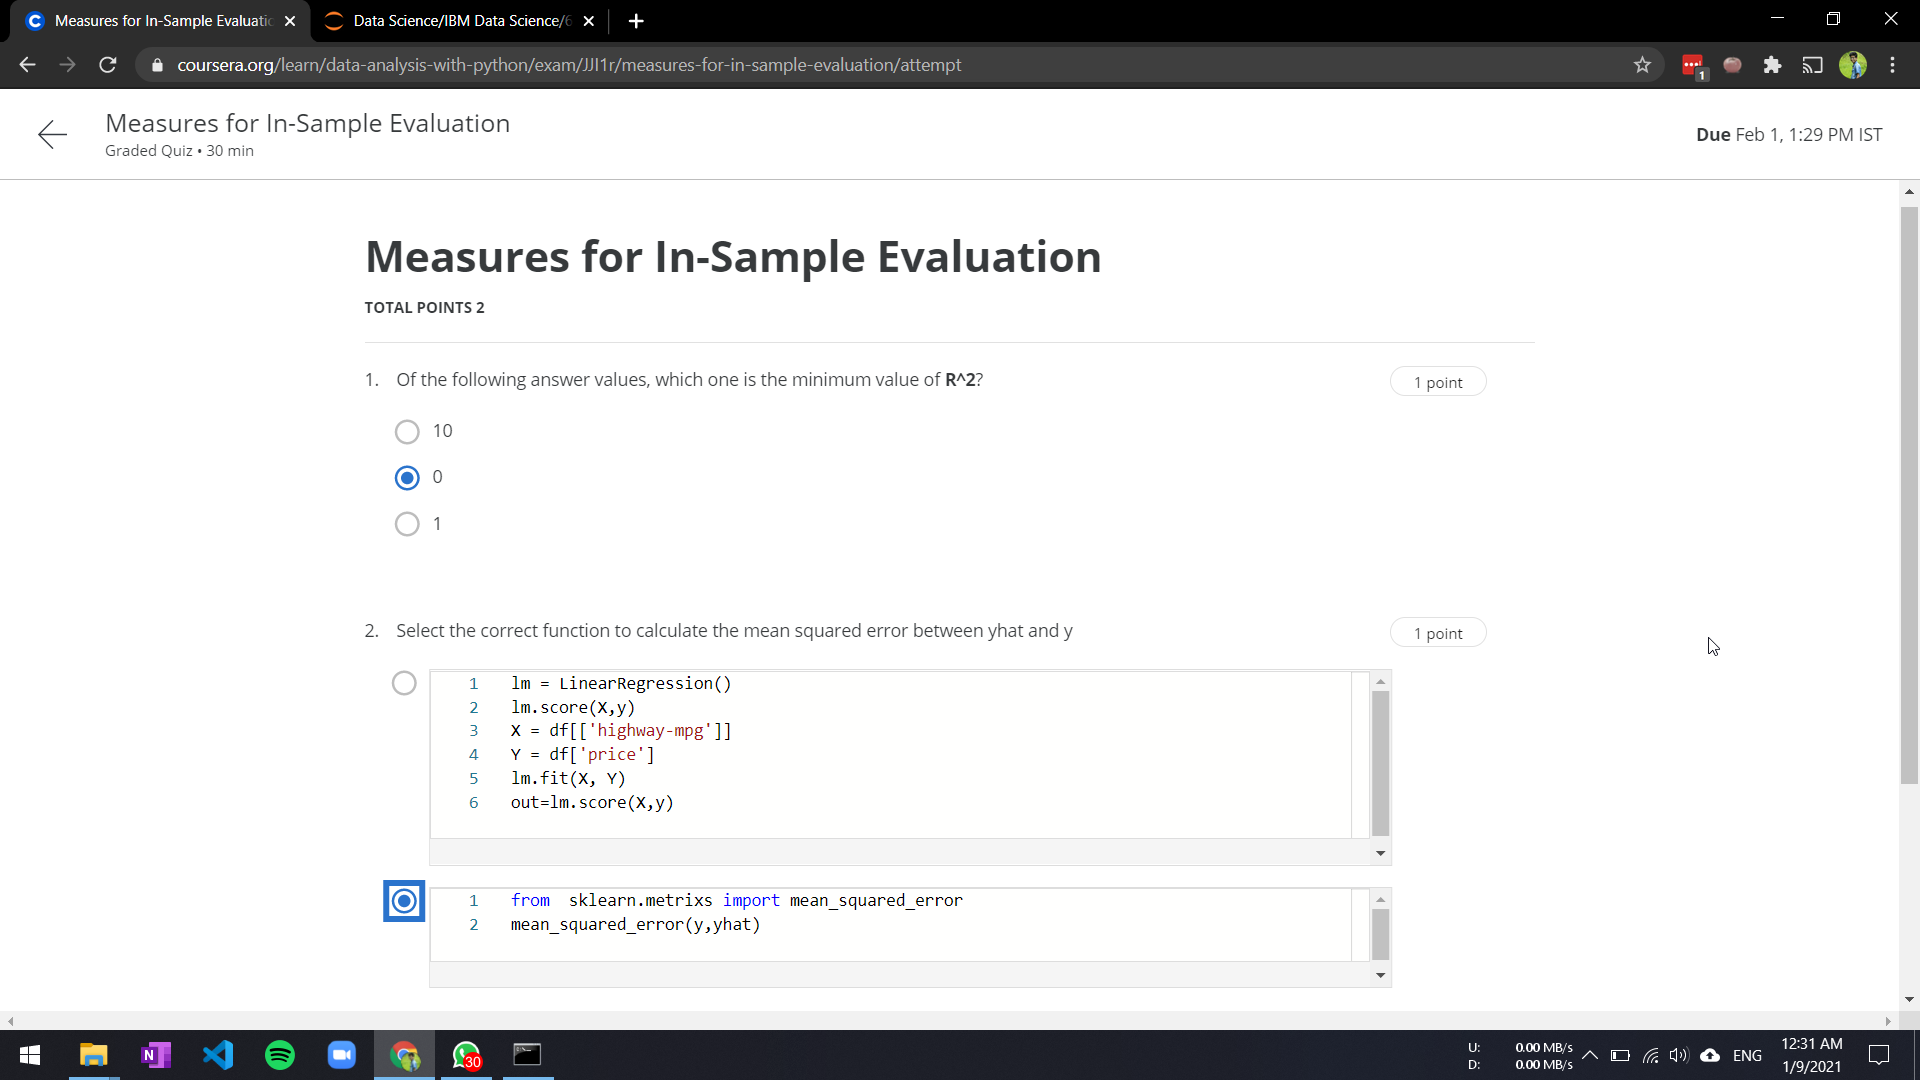 Measures for In-Sample Evaluatio
Data Science/IBM Data Science/6
coursera.org/learn/data-analysis-with-python/exam/JJI1r/measures-for-in-sample-evaluation/attempt
1
Measures for In-Sample Evaluation
Graded Quiz • 30 min
Due Feb 1, 1:29 PM IST
Measures for In-Sample Evaluation
TOTAL POINTS 2
1. Of the following answer values, which one is the minimum value of R^2?
1 point
10
0
1
2. Select the correct function to calculate the mean squared error between yhat and y
1 point
1 lm = LinearRegression()
2 lm.score(X,y)
3 X = df[['highway-mpg']]
4 Y = df['price']
5 lm.fit(X, Y)
6 out=lm.score(X,y)
1 from  sklearn.metrixs import mean_squared_error
2 mean_squared_error(y,yhat)
N
30
U: 0.00 MB/s
D: 0.00 MB/s
ENG
12:31 AM
1/9/2021